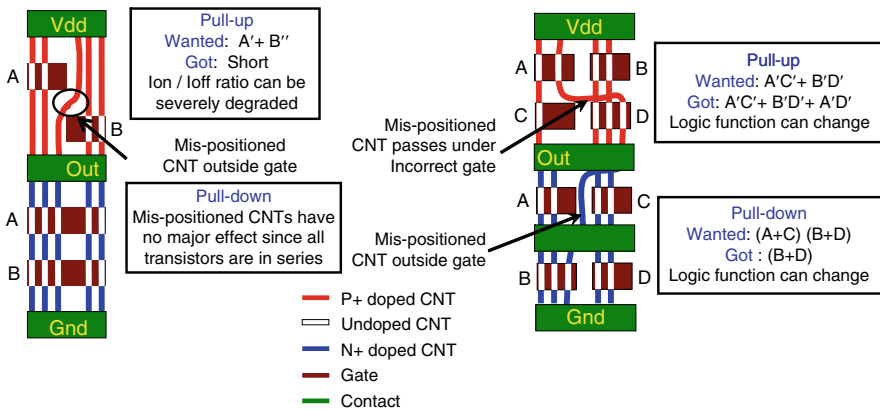 Vdd
A
B
Out
A
B
Gnd
Pull-up
Wanted: A′+ B′′
Got: Short
Ion / Ioff ratio can be
severely degraded
Mis-positioned
CNT outside gate
Pull-down
Mis-positioned CNTs have
no major effect since all
transistors are in series
P+ doped CNT
Undoped CNT
N+ doped CNT
Gate
Contact
Mis-positioned
CNT passes under
Incorrect gate
Mis-positioned
CNT outside gate
Vdd
A
B
C
D
Out
A
C
B
D
Gnd
Pull-up
Wanted: A′C′+ B′D′
Got: A′C′+ B′D′+ A′D′
Logic function can change
Pull-down
Wanted: (A+C) (B+D)
Got : (B+D)
Logic function can change